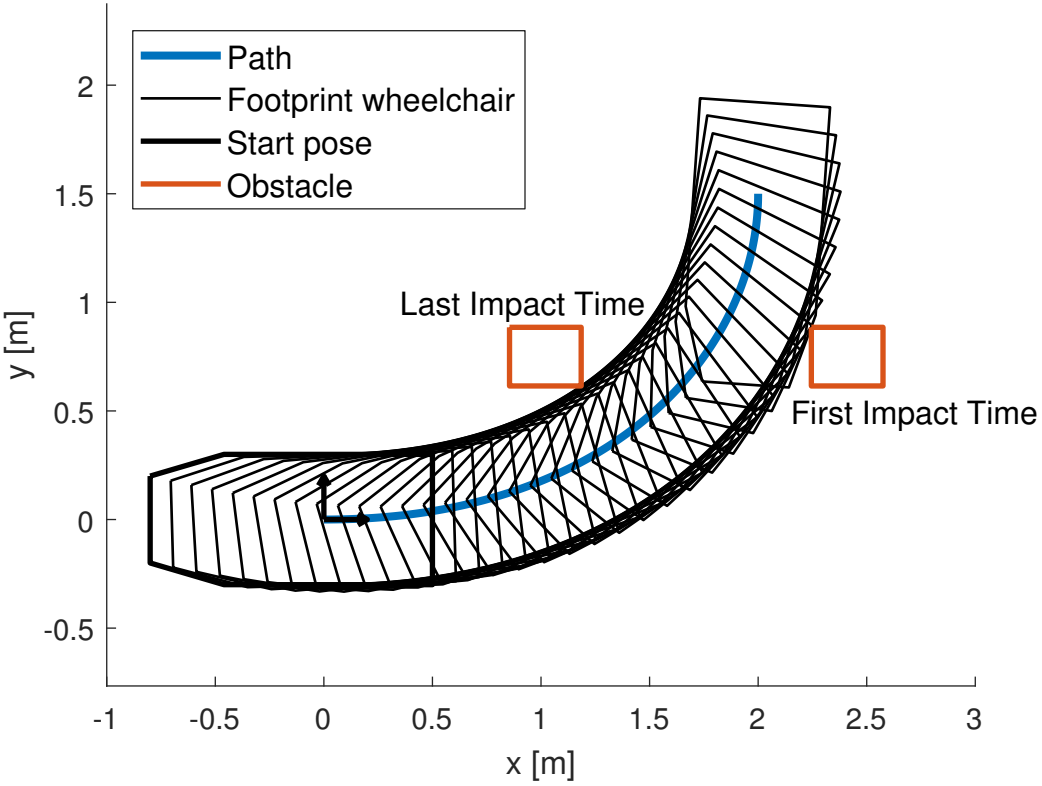 Path
Footprint wheelchair
Start pose
Obstacle
2
1.5
1
0.5
0
-0.5
y [m]
Last Impact Time
First Impact Time
-1
-0.5
0
0.5
1
1.5
2
2.5
3
x [m]